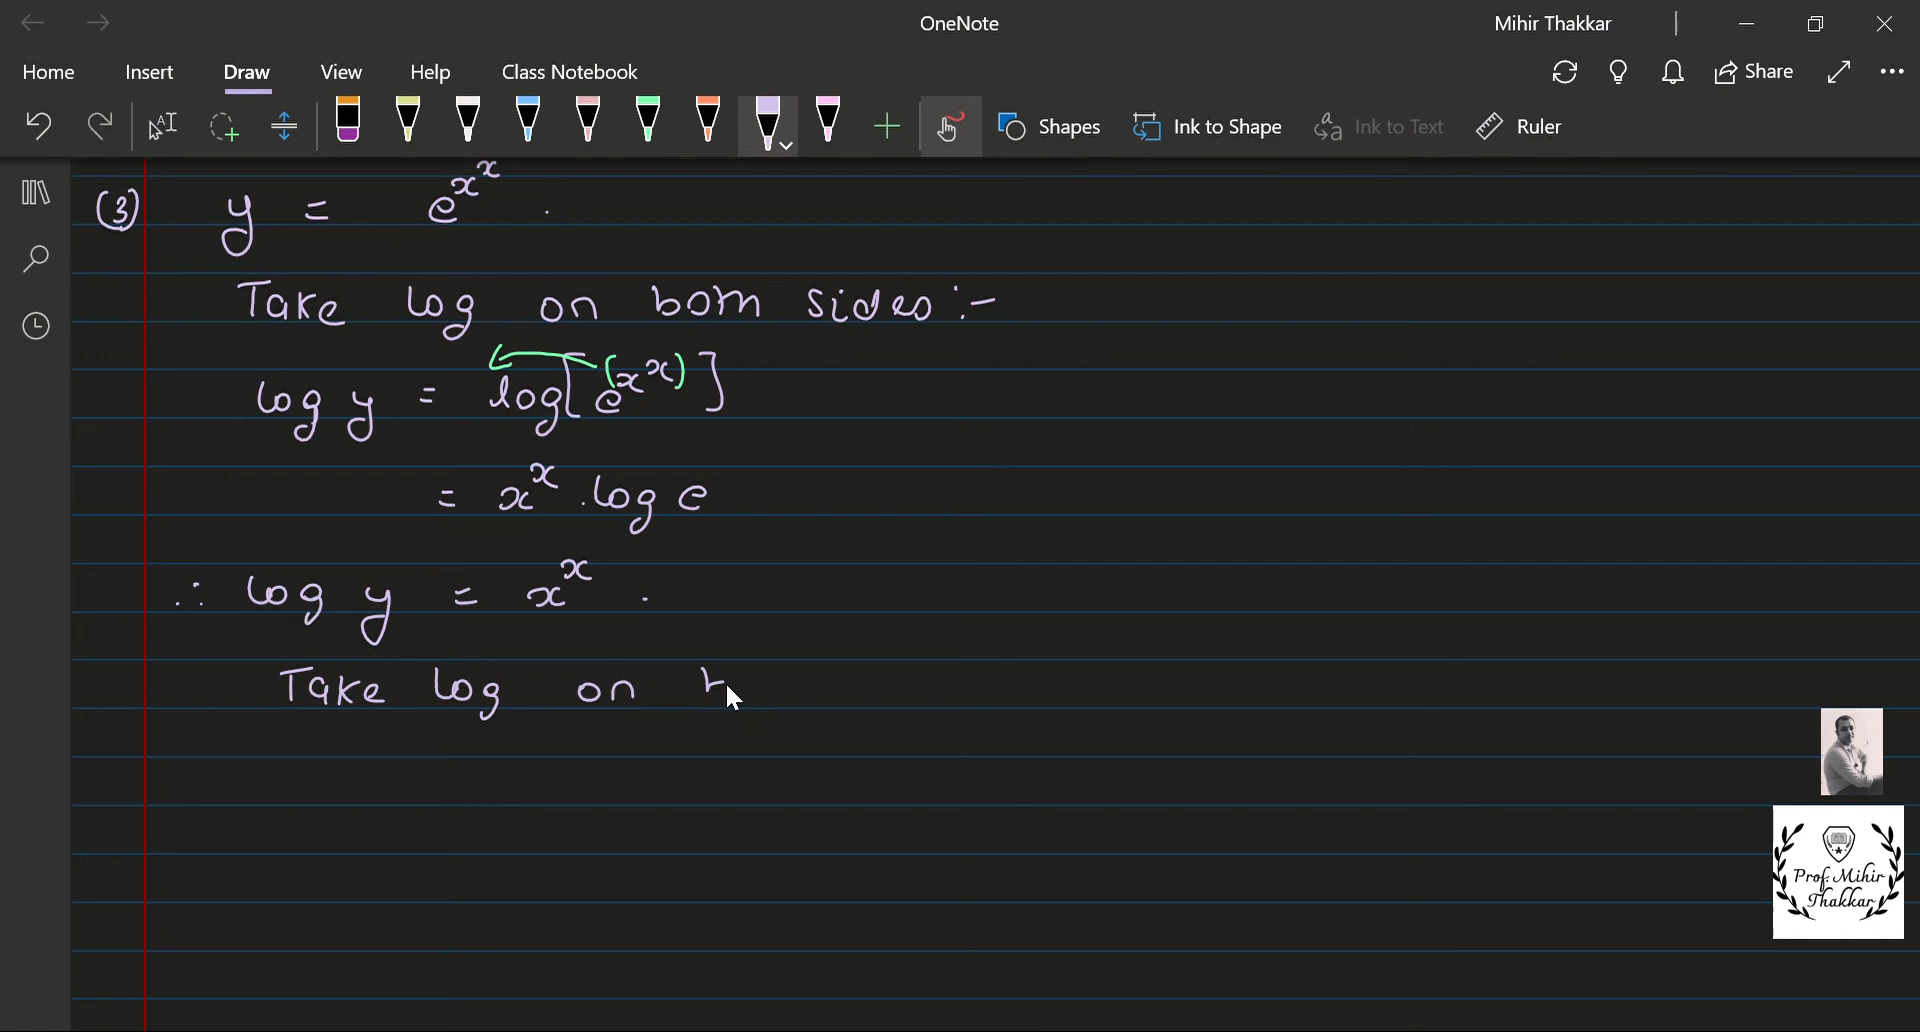 OneNote
Mihir Thakkar
Home Insert Draw View Help Class Notebook
Share
Shapes Ink to Shape Ink to Text Ruler
(3) y = e^{x^x} .
Take log on both sides :-
log y = log[e^{(x^x)}]
= x^x . log e
∴ log y = x^x .
Take log on
Prof. Mihir
Thakkar